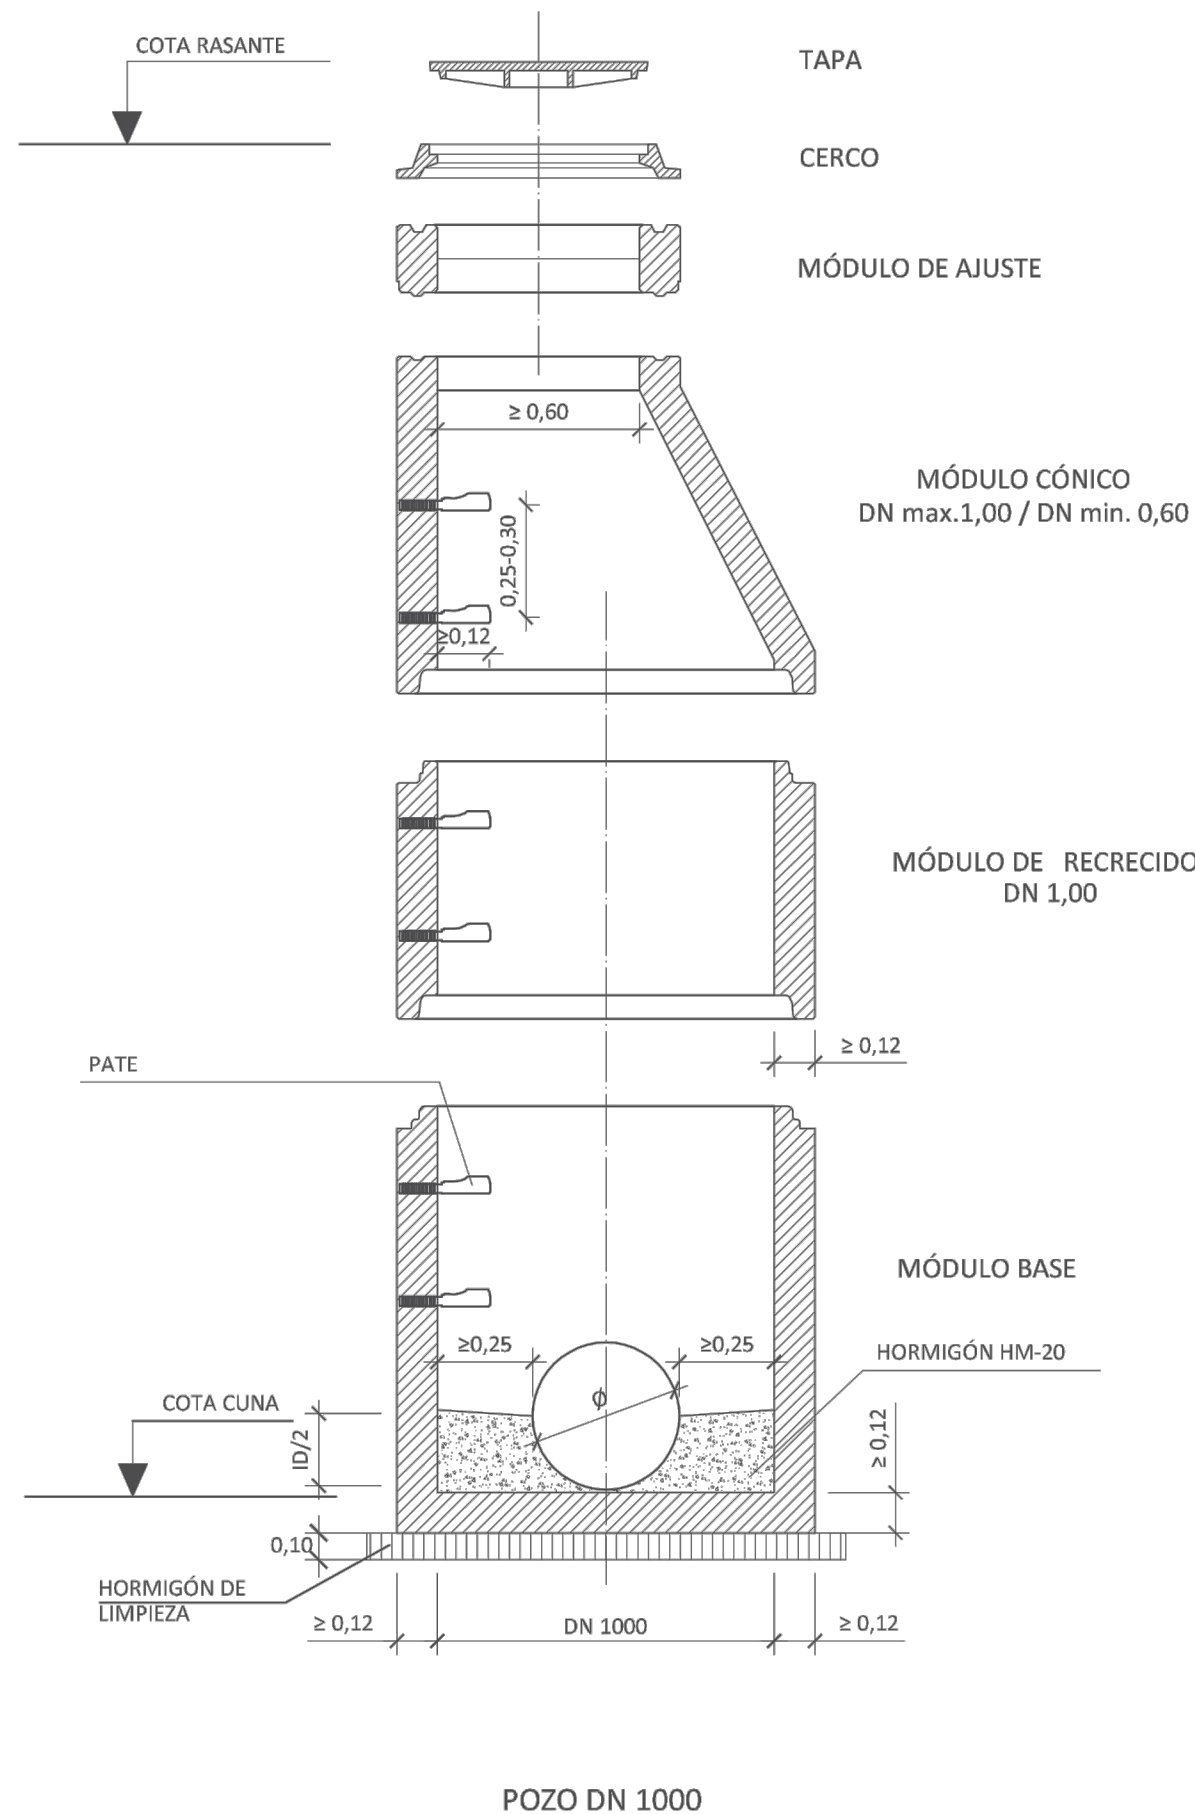 COTA RASANTE
TAPA
CERCO
MÓDULO DE AJUSTE
≥ 0,60
MÓDULO CÓNICO
DN max.1,00 / DN min. 0,60
0,25-0,30
≥0,12
MÓDULO DE RECRECIDO
DN 1,00
≥ 0,12
PATE
MÓDULO BASE
≥0,25
≥0,25
HORMIGÓN HM-20
ϕ
COTA CUNA
ID/2
≥ 0,12
0,10
HORMIGÓN DE
LIMPIEZA
≥ 0,12
DN 1000
≥ 0,12
POZO DN 1000